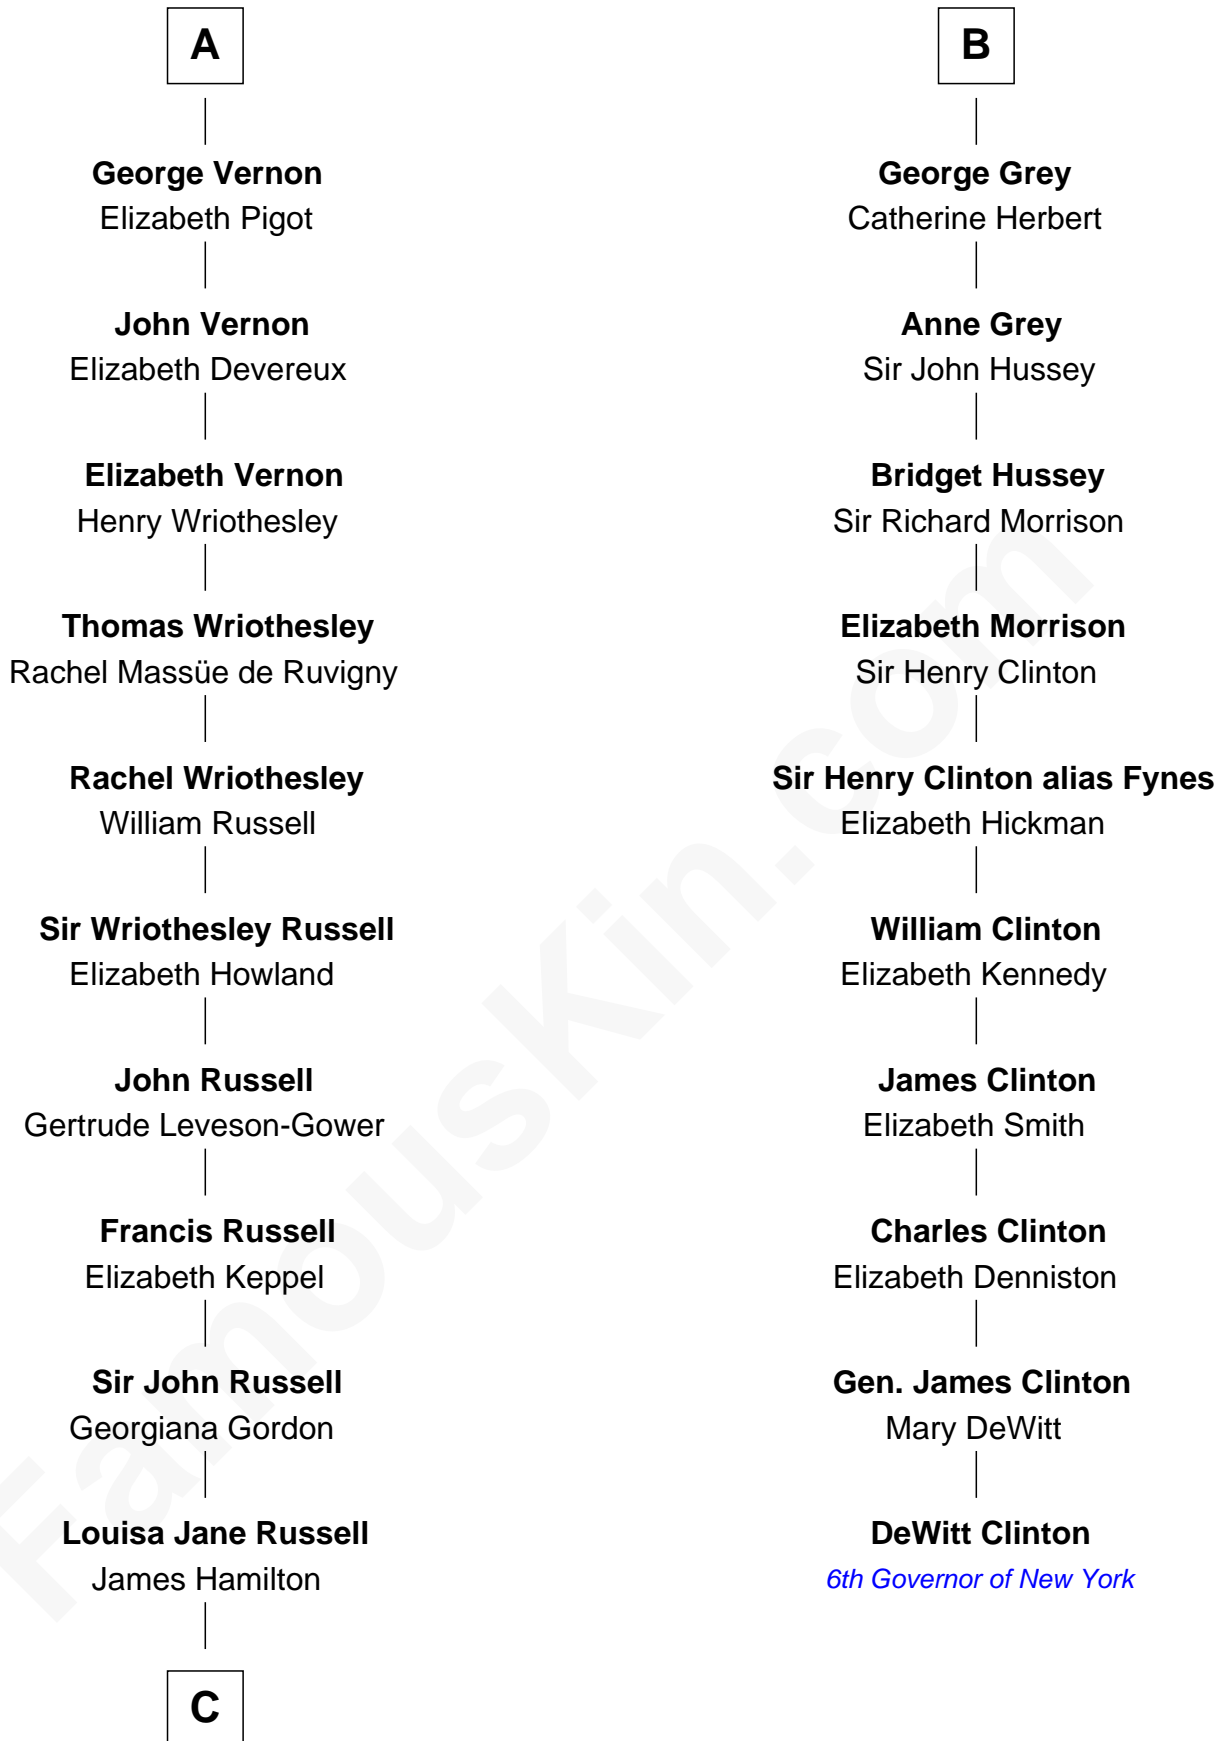 A
George Vernon
Elizabeth Pigot
John Vernon
Elizabeth Devereux
Elizabeth Vernon
Henry Wriothesley
Thomas Wriothesley
Rachel Massüe de Ruvigny
Rachel Wriothesley
William Russell
Sir Wriothesley Russell
Elizabeth Howland
John Russell
Gertrude Leveson-Gower
Francis Russell
Elizabeth Keppel
Sir John Russell
Georgiana Gordon
Louisa Jane Russell
James Hamilton
C
B
George Grey
Catherine Herbert
Anne Grey
Sir John Hussey
Bridget Hussey
Sir Richard Morrison
Elizabeth Morrison
Sir Henry Clinton
Sir Henry Clinton alias Fynes
Elizabeth Hickman
William Clinton
Elizabeth Kennedy
James Clinton
Elizabeth Smith
Charles Clinton
Elizabeth Denniston
Gen. James Clinton
Mary DeWitt
DeWitt Clinton
6th Governor of New York
FamousKin.com